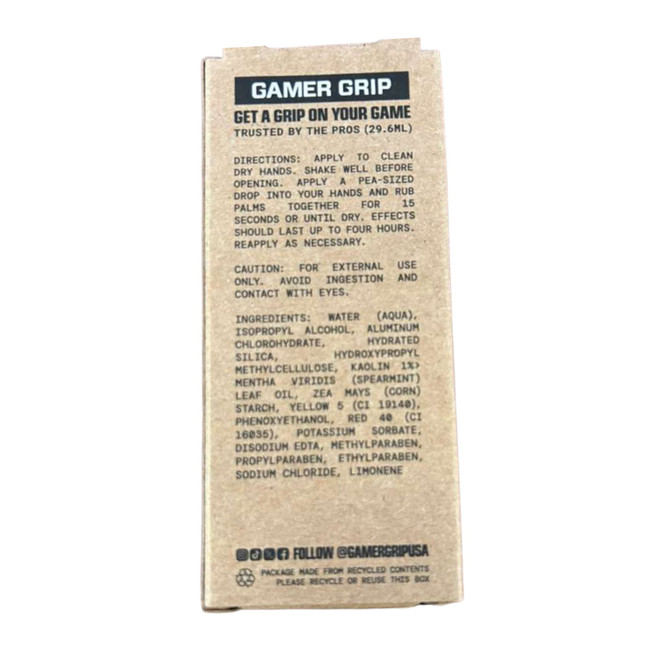 GAMER GRIP
GET A GRIP ON YOUR GAME
TRUSTED BY THE PROS (29.6ML)
DIRECTIONS: APPLY TO CLEAN
DRY HANDS. SHAKE WELL BEFORE
OPENING. APPLY A PEA-SIZED
DROP INTO YOUR HANDS AND RUB
PALMS TOGETHER FOR 15
SECONDS OR UNTIL DRY. EFFECTS
SHOULD LAST UP TO FOUR HOURS.
REAPPLY AS NECESSARY.
CAUTION: FOR EXTERNAL USE
ONLY. AVOID INGESTION AND
CONTACT WITH EYES.
INGREDIENTS: WATER (AQUA),
ISOPROPYL ALCOHOL, ALUMINUM
CHLOROHYDRATE, HYDRATED
SILICA, HYDROXYPROPYL
METHYLCELLULOSE, KAOLIN 1%>
MENTHA VIRIDIS (SPEARMINT)
LEAF OIL, ZEA MAYS (CORN)
STARCH, YELLOW 5 (CI 19140),
PHENOXYETHANOL, RED 40 (CI
16035), POTASSIUM SORBATE,
DISODIUM EDTA, METHYLPARABEN,
PROPYLPARABEN, ETHYLPARABEN,
SODIUM CHLORIDE, LIMONENE
FOLLOW @GAMERGRIPUSA
PACKAGE MADE FROM RECYCLED CONTENTS
PLEASE RECYCLE OR REUSE THIS BOX